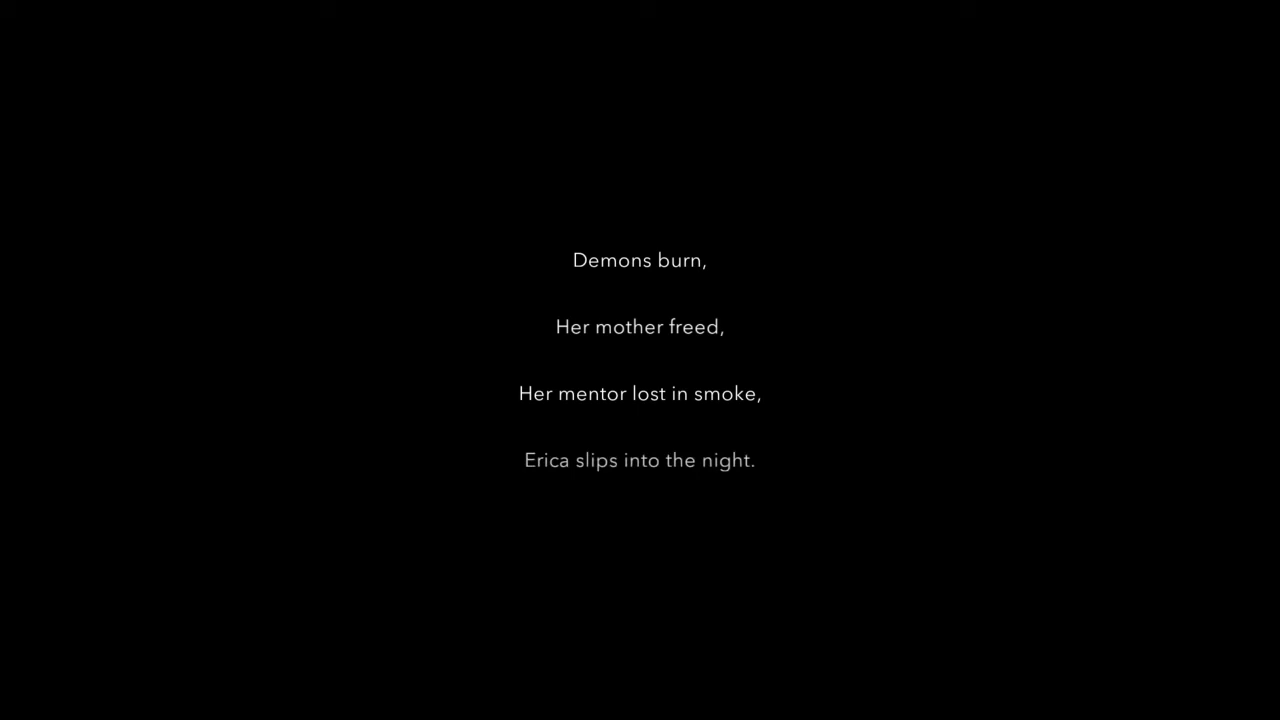 Demons burn,
Her mother freed,
Her mentor lost in smoke,
Erica slips into the night.